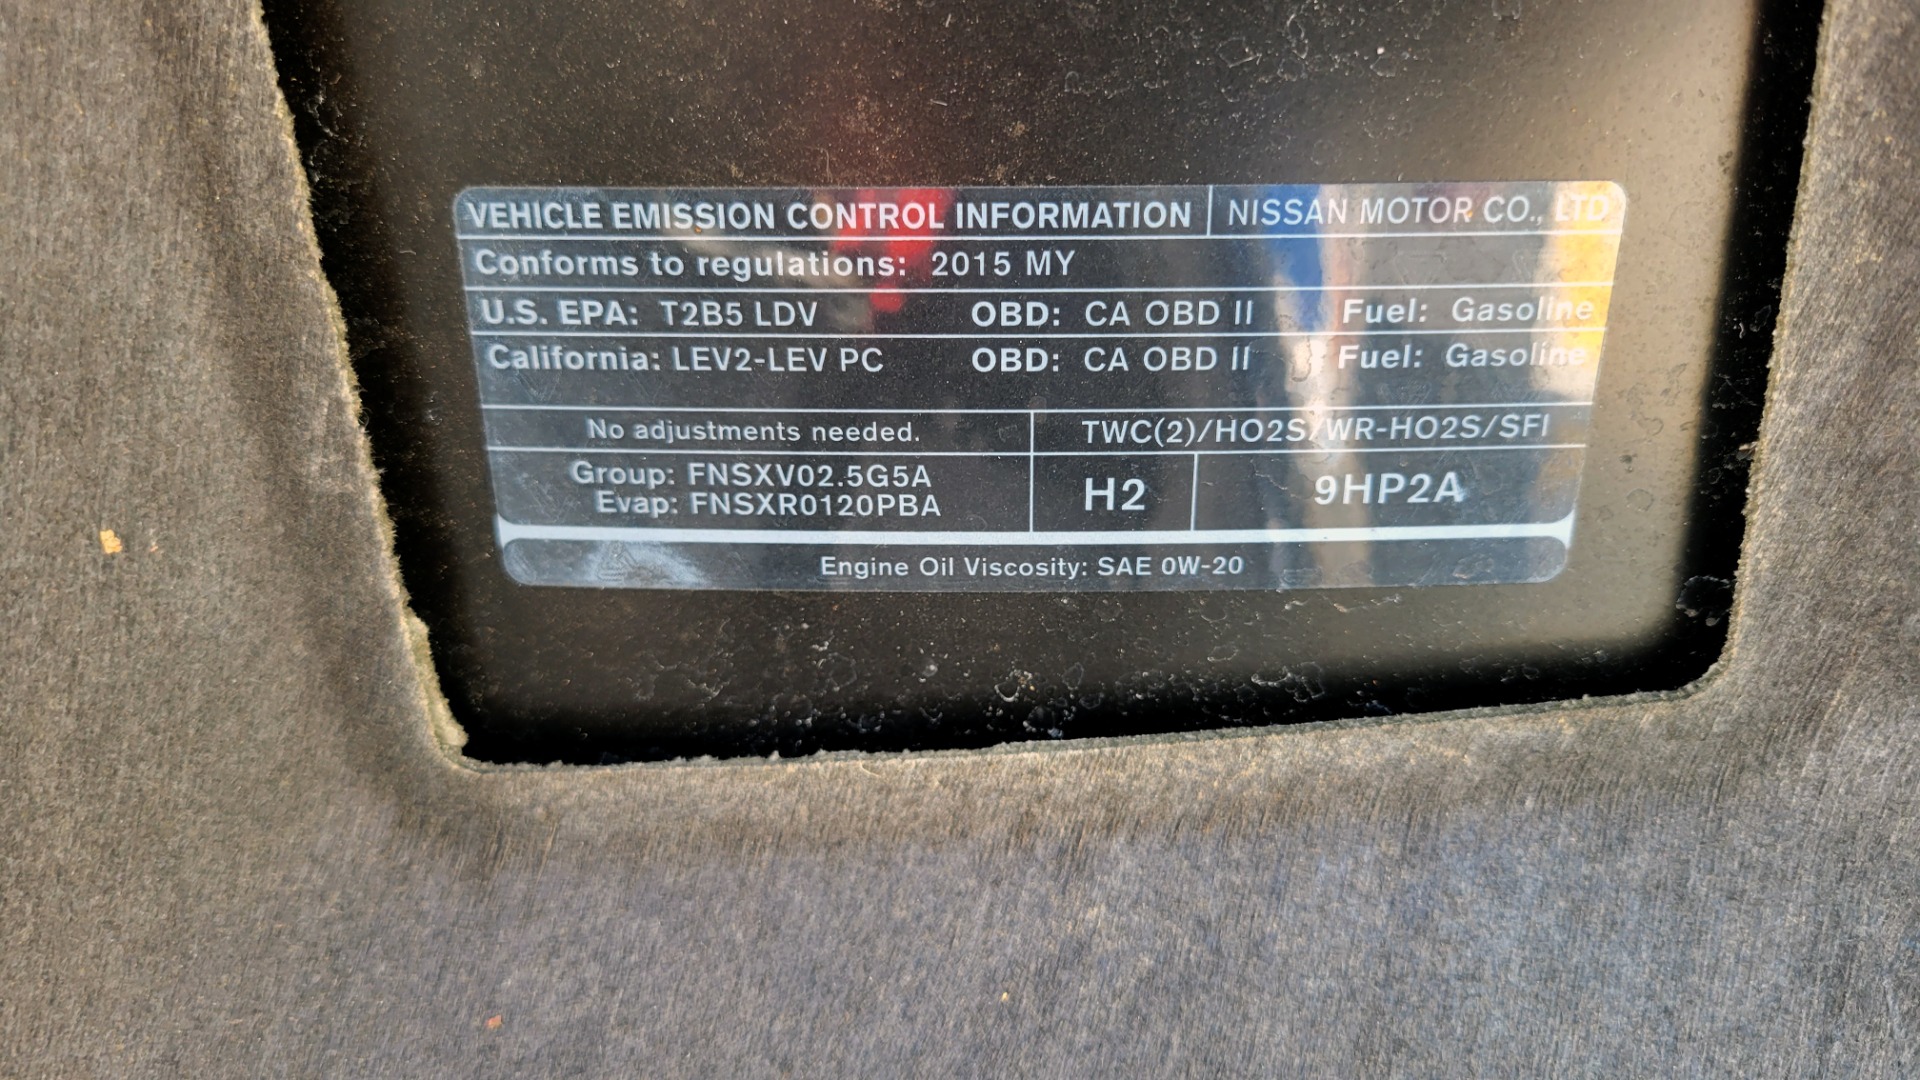 VEHICLE EMISSION CONTROL INFORMATION NISSAN MOTOR CO., LTD
Conforms to regulations: 2015 MY
U.S. EPA: T2B5 LDV OBD: CA OBD II Fuel: Gasoline
California: LEV2-LEV PC OBD: CA OBD II Fuel: Gasoline
No adjustments needed. TWC(2)/HO2S/WR-HO2S/SFI
Group: FNSXV02.5G5A
Evap: FNSXR0120PBA
H2 9HP2A
Engine Oil Viscosity: SAE 0W-20